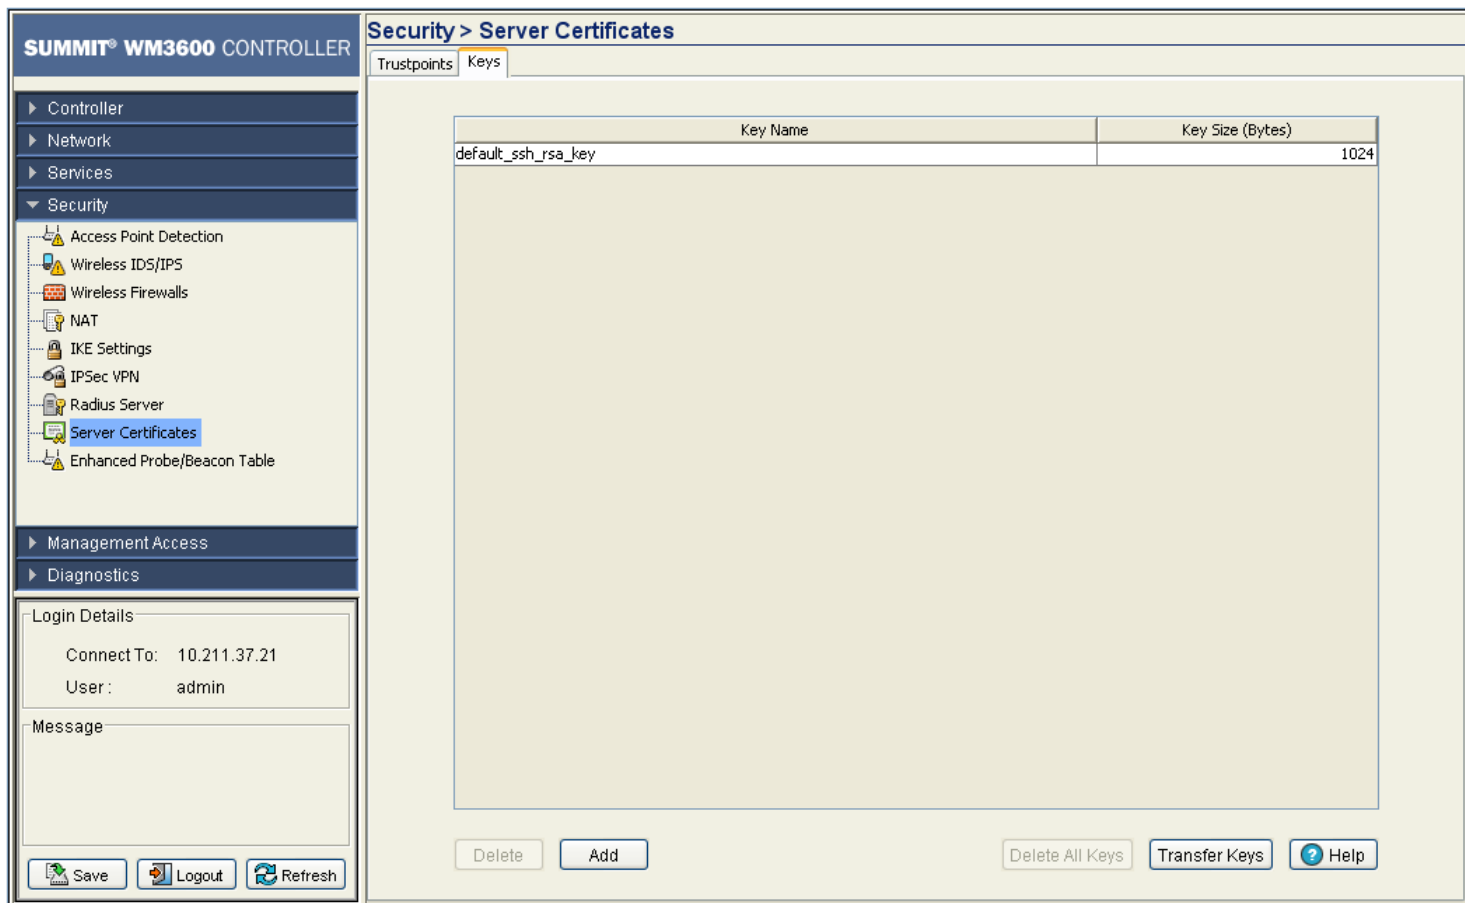 SUMMIT® WM3600 CONTROLLER
Security > Server Certificates
Trustpoints Keys
Controller
Network
Services
Security
Access Point Detection
Wireless IDS/IPS
Wireless Firewalls
NAT
IKE Settings
IPSec VPN
Radius Server
Server Certificates
Enhanced Probe/Beacon Table
Management Access
Diagnostics
Login Details
Connect To: 10.211.37.21
User : admin
Message
Save Logout Refresh
Key Name Key Size (Bytes)
default_ssh_rsa_key 1024
Delete Add Delete All Keys Transfer Keys ? Help